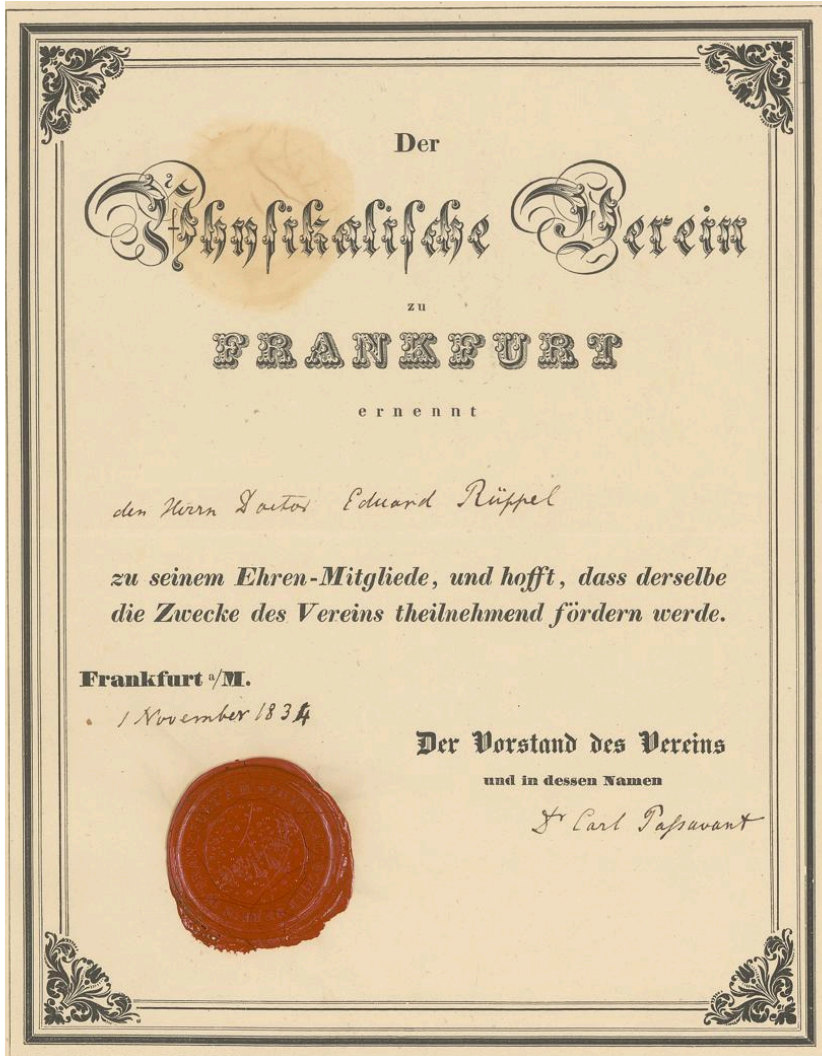 Der
Physikalische Verein
zu
FRANKFURT
ernennt
den Herrn Doctor Eduard Rüppel
zu seinem Ehren-Mitgliede, und hofft, dass derselbe
die Zwecke des Vereins theilnehmend fördern werde.
Frankfurt a/M.
1 November 1834
Der Vorstand des Vereins
und in dessen Namen
Dr Carl Passavant